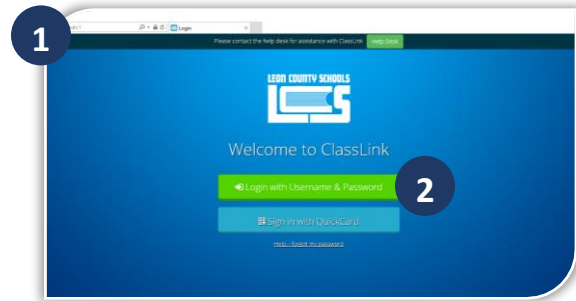 1
Login
Please contact the help desk for assistance with ClassLink Help Desk
LEON COUNTY SCHOOLS
LCS
Welcome to ClassLink
Login with Username & Password
2
Sign in with QuickCard
Help, I forgot my password